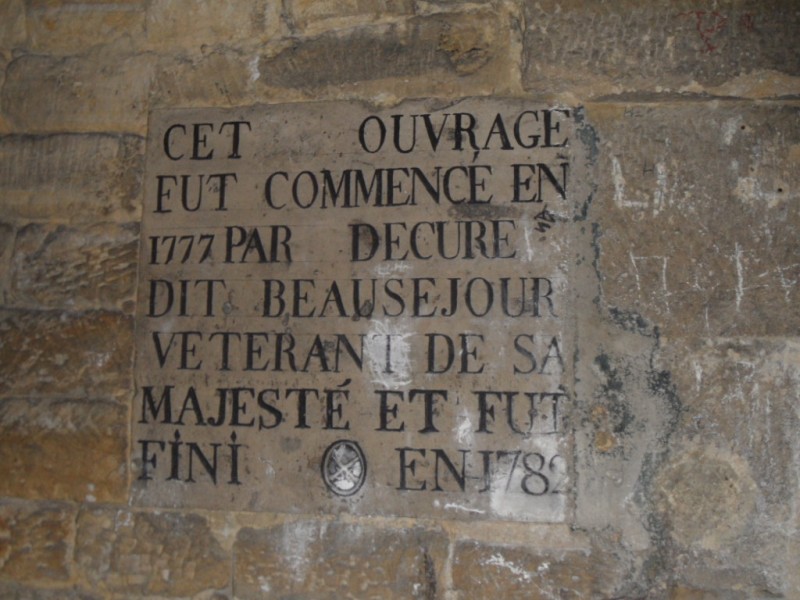 CET OUVRAGE
FUT COMMENCÉ EN
1777 PAR DECURE
DIT BEAUSEJOUR
VETERANT DE SA
MAJESTÉ ET FUT
FINI EN 1782